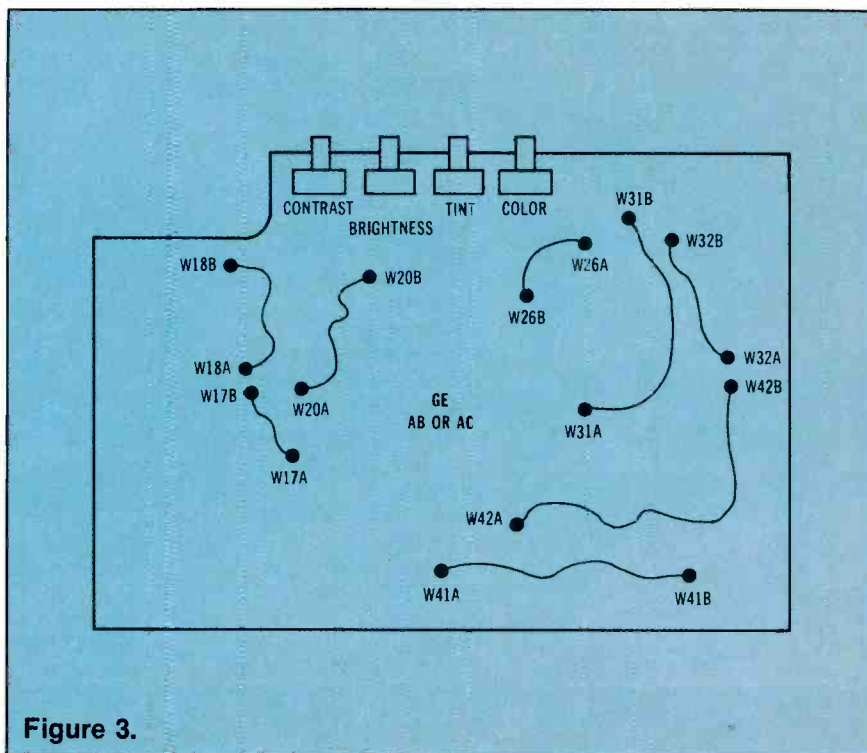 CONTRAST
BRIGHTNESS
TINT
COLOR
W31B
W32B
W18B
W20B
W26A
W26B
W18A
W17B
W20A
W32A
W42B
GE
AB OR AC
W31A
W17A
W42A
W41A
W41B
Figure 3.